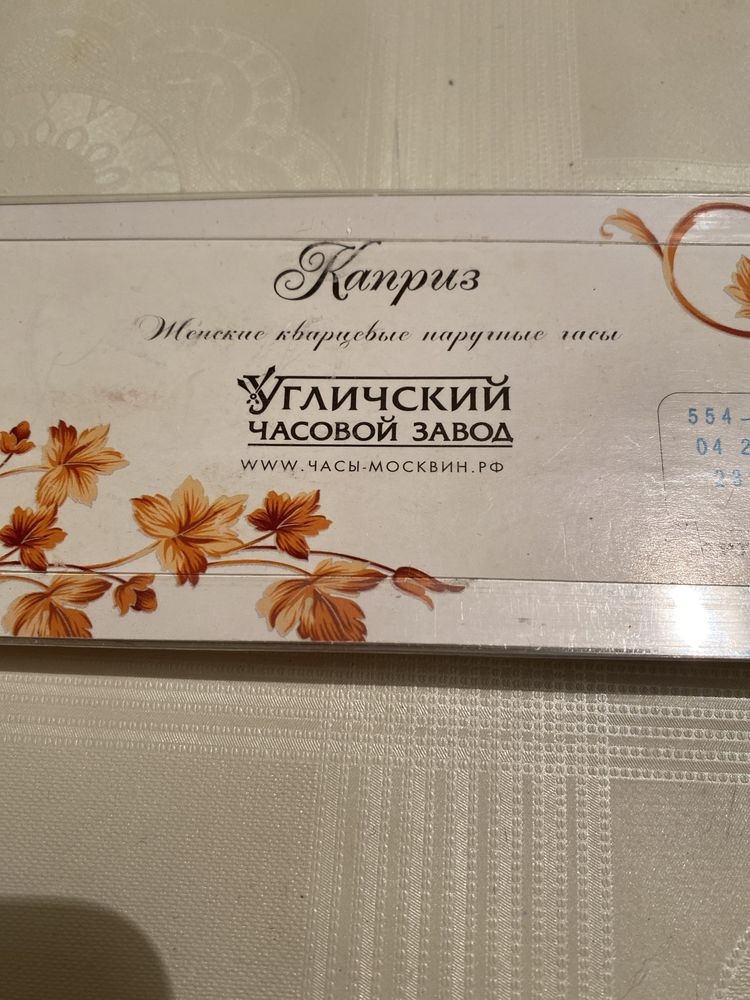 Каприз
Женские кварцевые наручные часы
УГЛИЧСКИЙ
ЧАСОВОЙ ЗАВОД
WWW.ЧАСЫ-МОСКВИН.РФ
554-
04 2
23